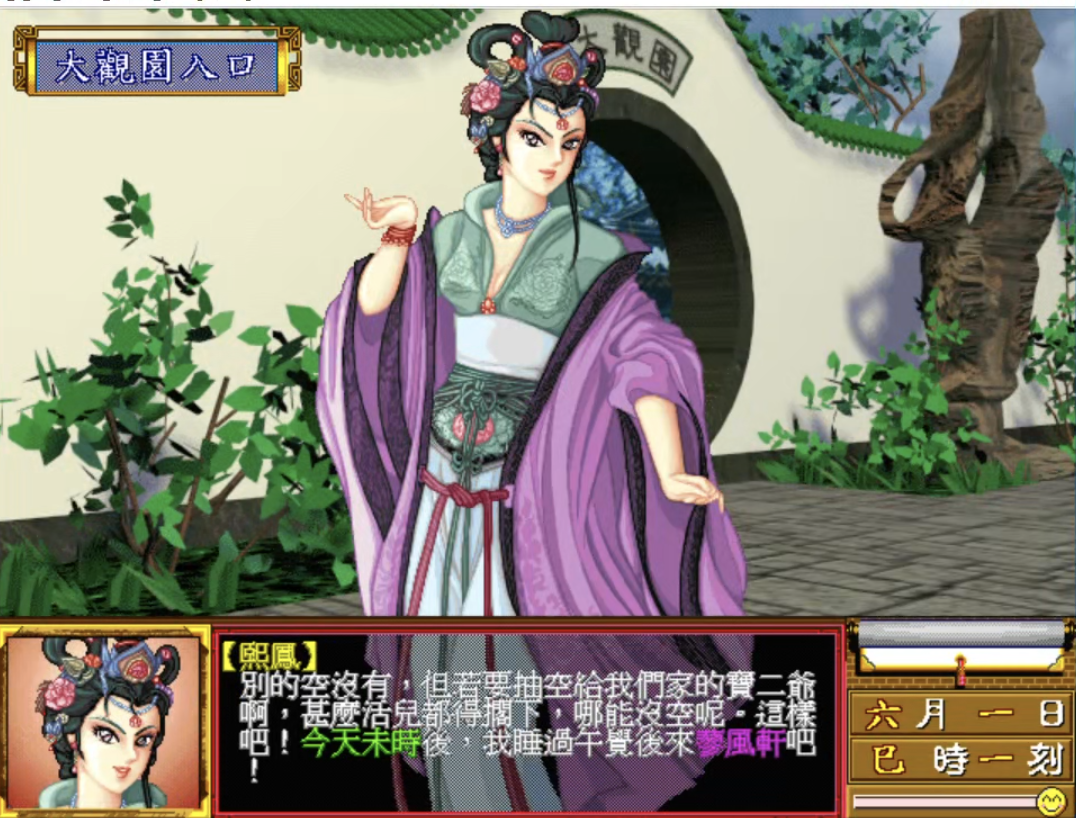 大觀園入口
大觀園
【熙鳳】
別的空沒有，但若要抽空給我們家的寶二爺
啊，甚麼活兒都得擱下，哪能沒空呢。這樣
吧！今天未時後，我睡過午覺後來蓼風軒吧
！
六月一日
巳時一刻